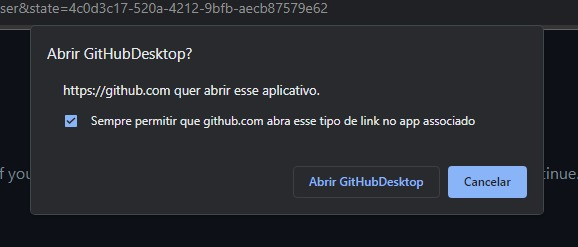 ser&state=4c0d3c17-520a-4212-9bfb-aecb87579e62
Abrir GitHubDesktop?
https://github.com quer abrir esse aplicativo.
Sempre permitir que github.com abra esse tipo de link no app associado
f you
Abrir GitHubDesktop
Cancelar
tinue.